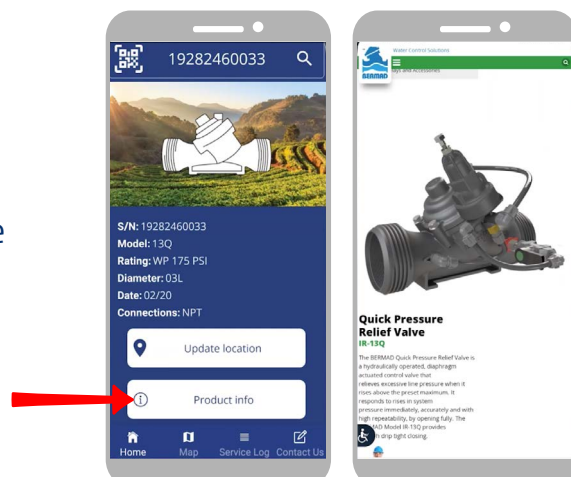 e
19282460033
S/N: 19282460033
Model: 13Q
Rating: WP 175 PSI
Diameter: 03L
Date: 02/20
Connections: NPT
Update location
Product info
Home
Map
Service Log
Contact Us
Water Control Solutions
BERMAD
ays and Accessories
Quick Pressure
Relief Valve
IR-13Q
The BERMAD Quick Pressure Relief Valve is
a hydraulically operated, diaphragm
actuated control valve that
relieves excessive line pressure when it
rises above the preset maximum. It
responds to rises in system
pressure immediately, accurately and with
high repeatability, by opening fully. The
AD Model IR-13Q provides
drip tight closing.